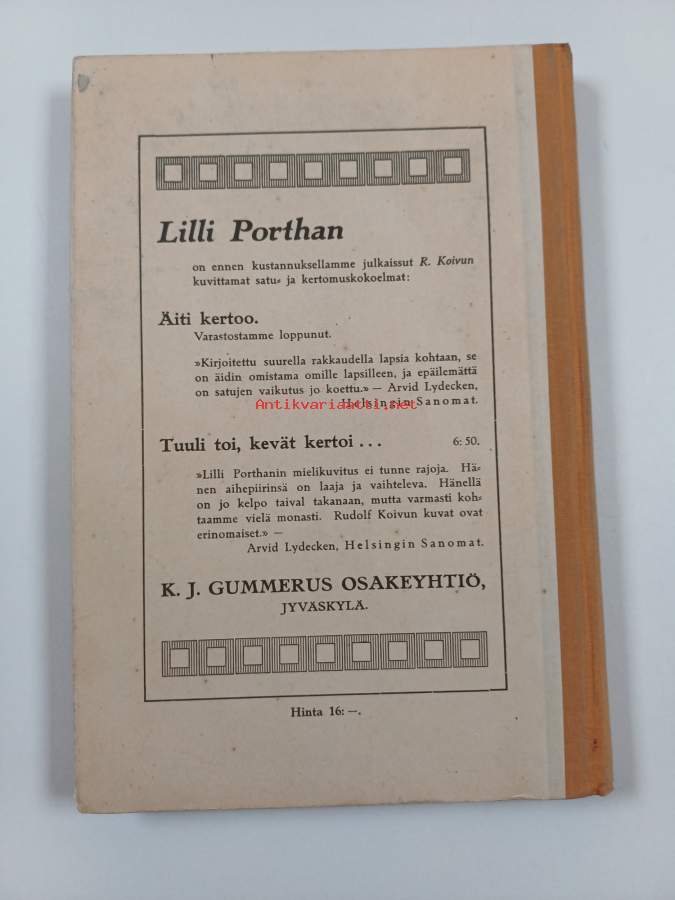 Lilli Porthan
on ennen kustannuksellamme julkaissut R. Koivun
kuvittamat satu- ja kertomuskokoelmat:
Äiti kertoo.
Varastostamme loppunut.
»Kirjoitettu suurella rakkaudella lapsia kohtaan, se
on äidin omistama omille lapsilleen, ja epäilemättä
on satujen vaikutus jo koettu.» — Arvid Lydecken,
Helsingin Sanomat.
Antikvariaatti.net
Tuuli toi, kevät kertoi . . . 6: 50.
»Lilli Porthanin mielikuvitus ei tunne rajoja. Hä-
nen aihepiirinsä on laaja ja vaihteleva. Hänellä
on jo kelpo taival takanaan, mutta varmasti koh-
taamme vielä monasti. Rudolf Koivun kuvat ovat
erinomaiset.» —
Arvid Lydecken, Helsingin Sanomat.
K. J. GUMMERUS OSAKEYHTIÖ,
JYVÄSKYLÄ.
Hinta 16: —.